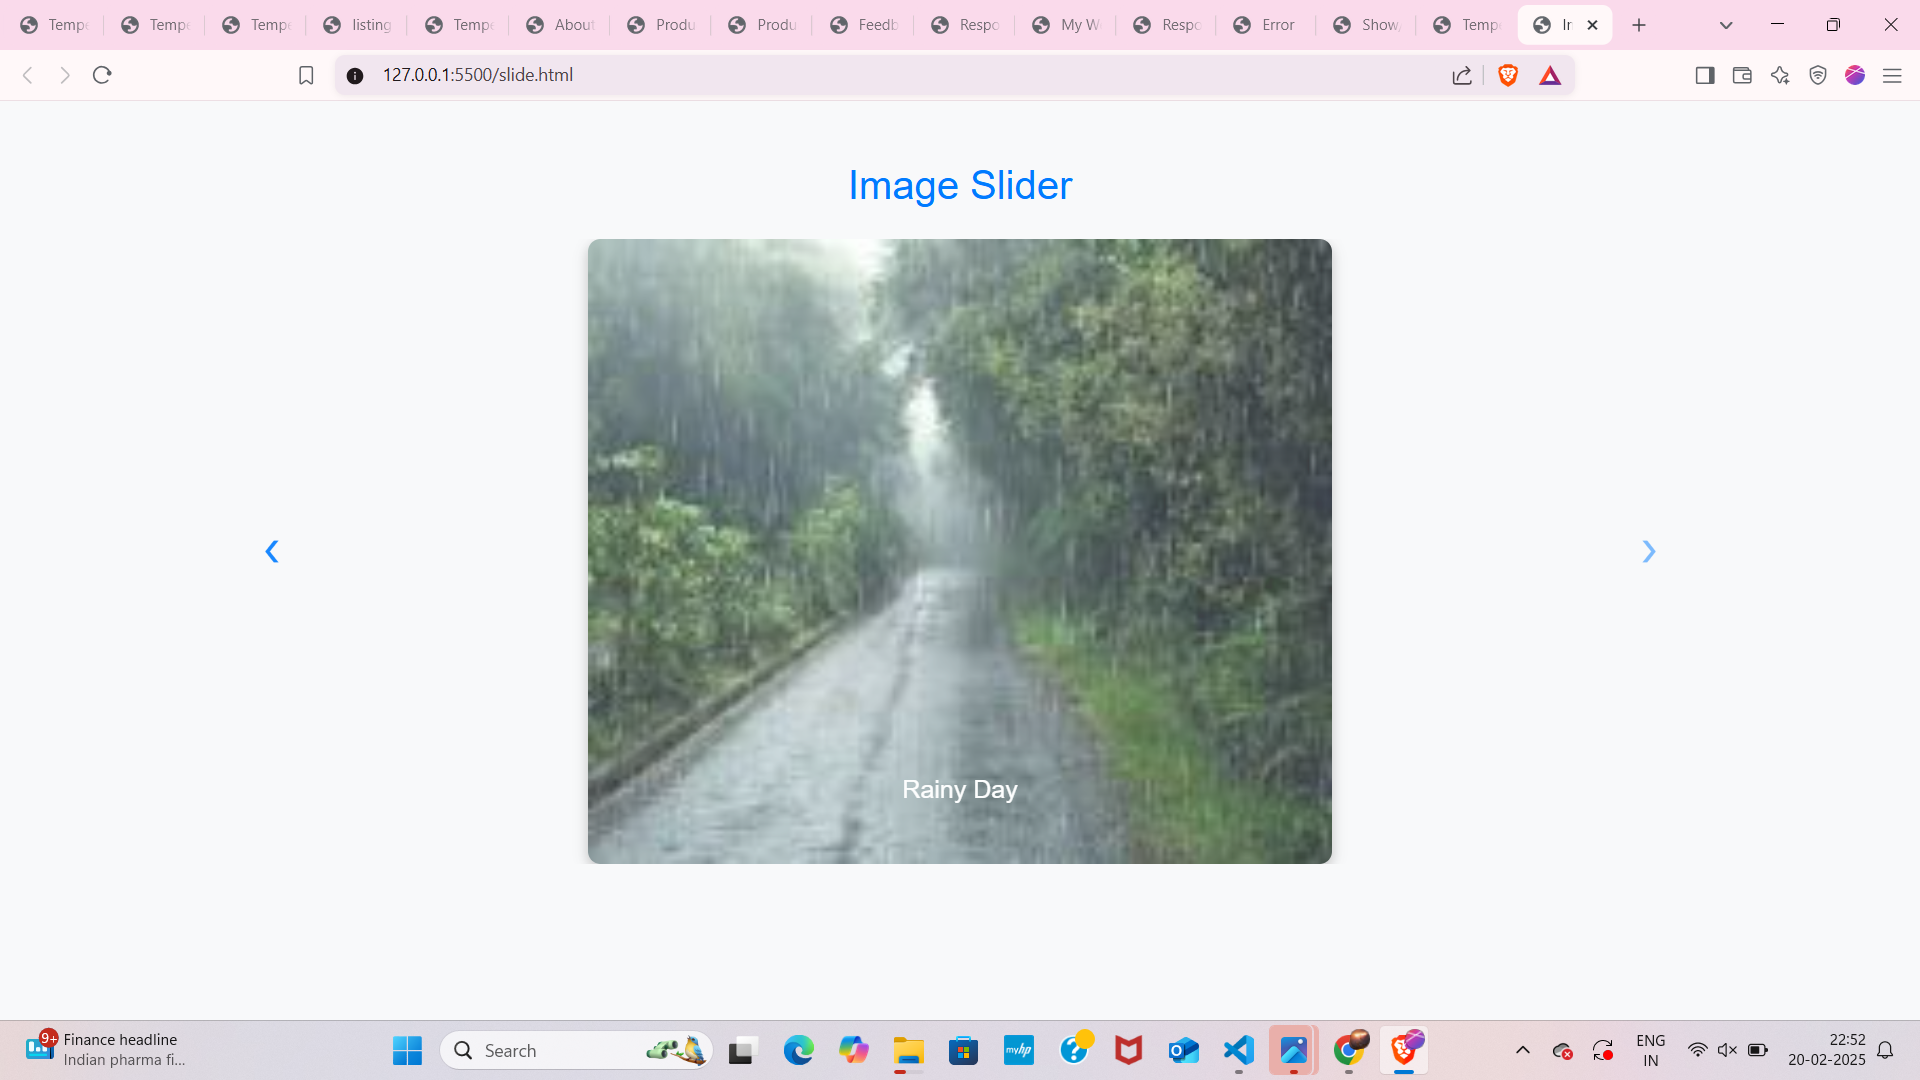 Tempe
Tempe
Tempe
listing
Tempe
About
Produ
Produ
Feedb
Respo
My W
Respo
Error
Show
Tempe
127.0.0.1:5500/slide.html
Image Slider
❮
❯
Rainy Day
9+
Finance headline
Indian pharma fi...
Search
myhp
ENG
IN
22:52
20-02-2025